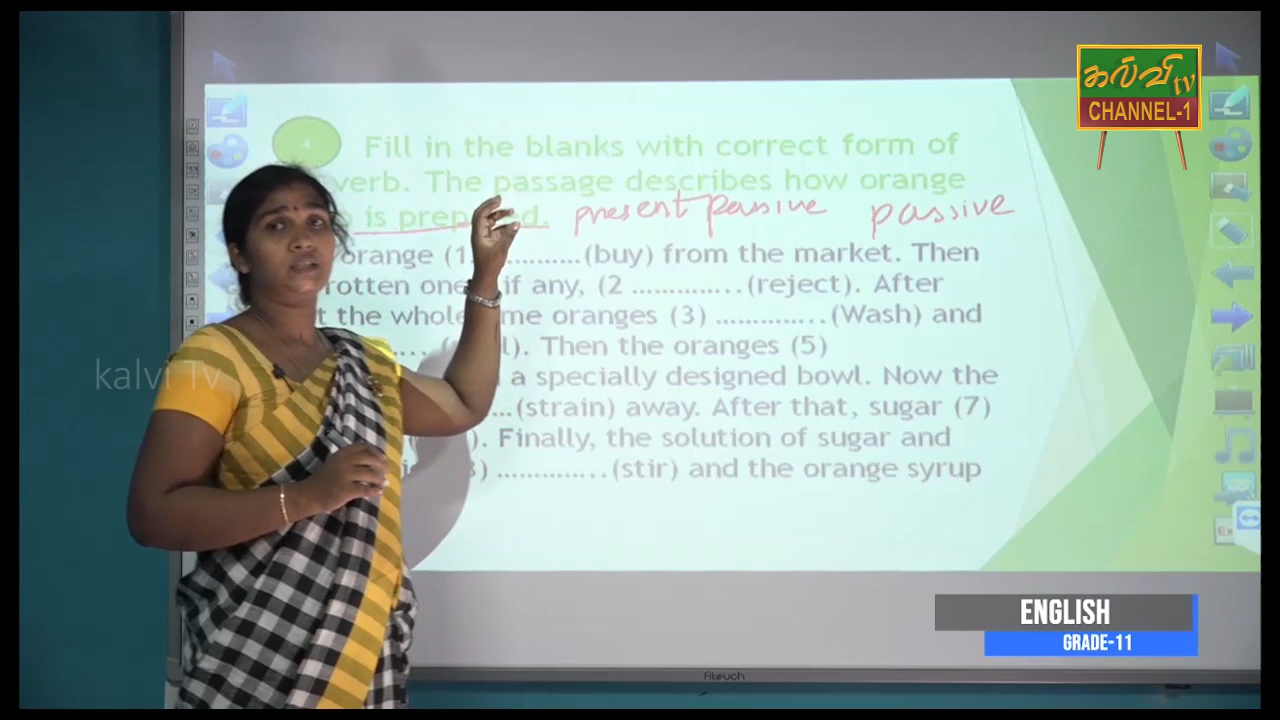 கல்வி tv
CHANNEL-1
4
Fill in the blanks with correct form of
verb. The passage describes how orange
is prepared.
present passive passive
orange (1. ............(buy) from the market. Then
rotten ones if any, (2 ..............(reject). After
t the whole some oranges (3) ..............(Wash) and
Then the oranges (5)
a specially designed bowl. Now the
...(strain) away. After that, sugar (7)
Finally, the solution of sugar and
) ..............(stir) and the orange syrup
kalvi Tv
ENGLISH
GRADE-11